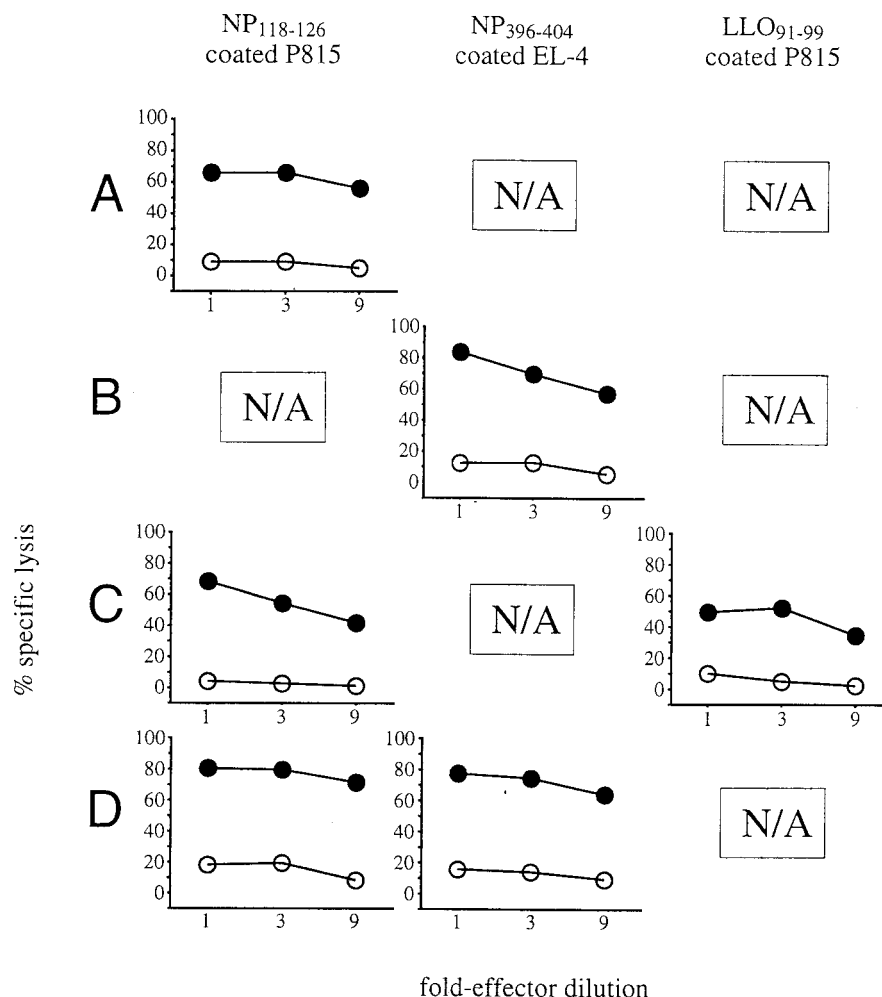 NP118-126 coated P815
NP396-404 coated EL-4
LLO91-99 coated P815
A
100
80
60
40
20
0
1 3 9
N/A
N/A
B
N/A
100
80
60
40
20
0
1 3 9
N/A
% specific lysis
C
100
80
60
40
20
0
1 3 9
N/A
100
80
60
40
20
0
1 3 9
D
100
80
60
40
20
0
1 3 9
100
80
60
40
20
0
1 3 9
N/A
fold-effector dilution